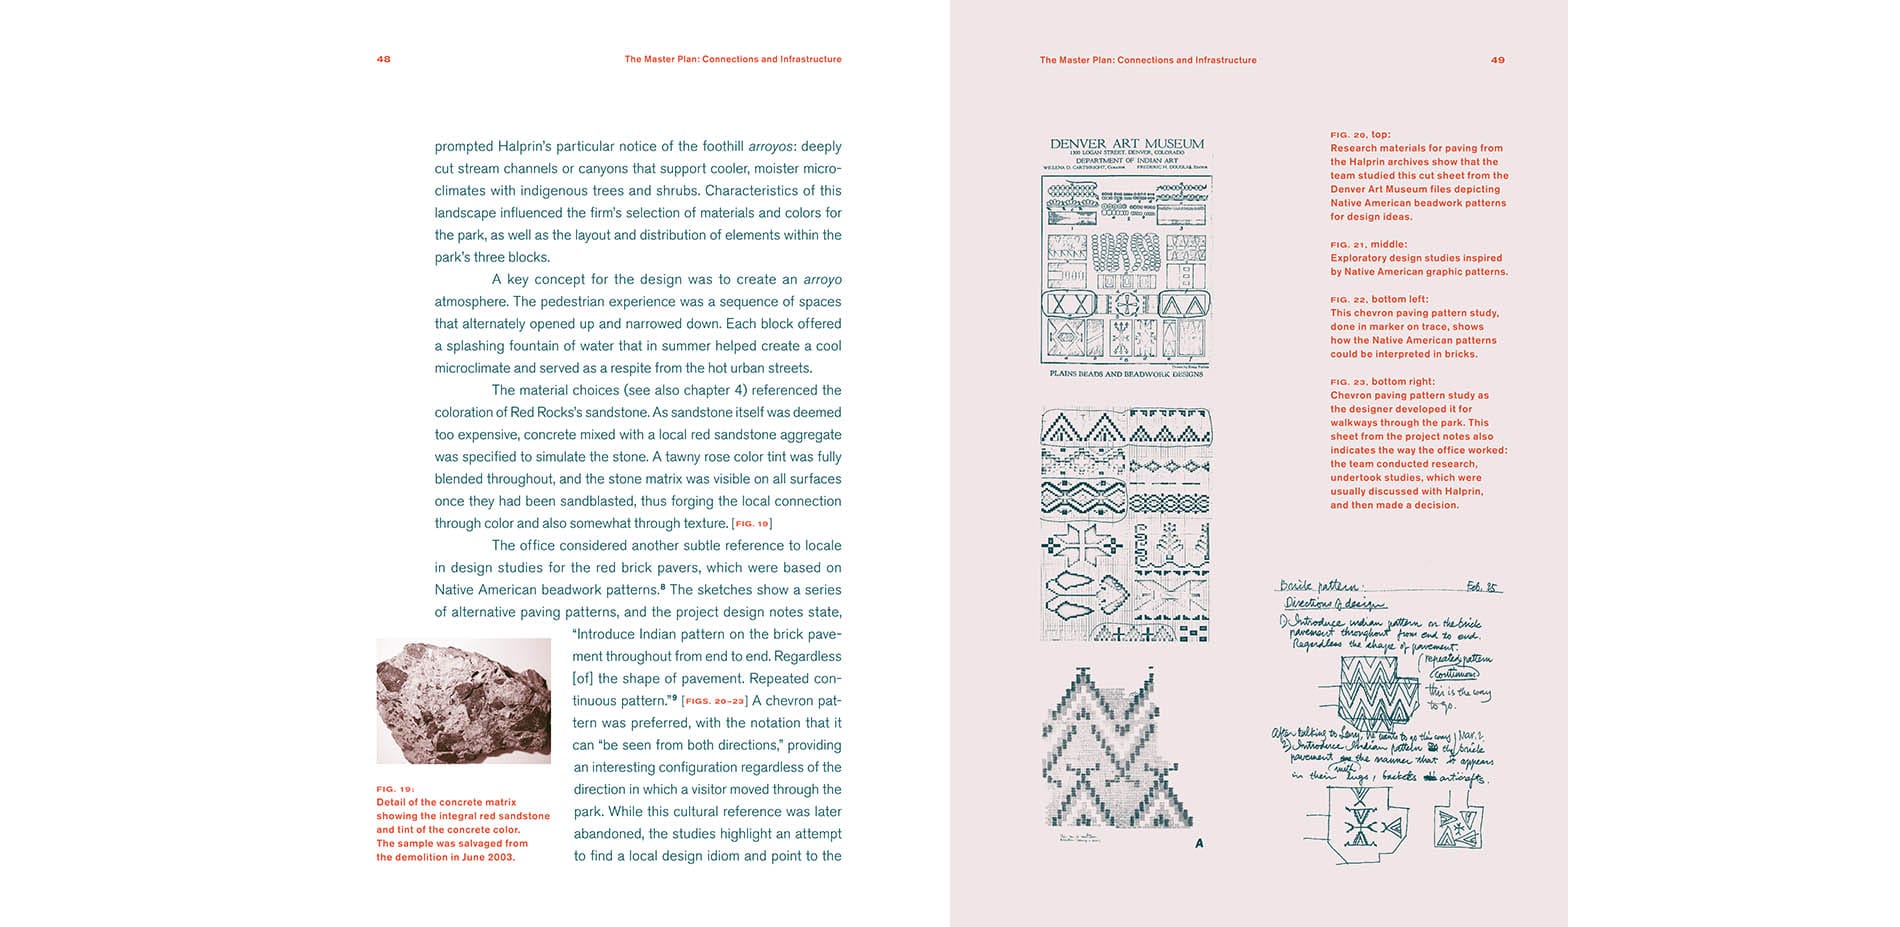 48
The Master Plan: Connections and Infrastructure
prompted Halprin's particular notice of the foothill arroyos: deeply
cut stream channels or canyons that support cooler, moister micro-
climates with indigenous trees and shrubs. Characteristics of this
landscape influenced the firm's selection of materials and colors for
the park, as well as the layout and distribution of elements within the
park's three blocks.
A key concept for the design was to create an arroyo
atmosphere. The pedestrian experience was a sequence of spaces
that alternately opened up and narrowed down. Each block offered
a splashing fountain of water that in summer helped create a cool
microclimate and served as a respite from the hot urban streets.
The material choices (see also chapter 4) referenced the
coloration of Red Rocks's sandstone. As sandstone itself was deemed
too expensive, concrete mixed with a local red sandstone aggregate
was specified to simulate the stone. A tawny rose color tint was fully
blended throughout, and the stone matrix was visible on all surfaces
once they had been sandblasted, thus forging the local connection
through color and also somewhat through texture. [FIG. 19]
The office considered another subtle reference to locale
in design studies for the red brick pavers, which were based on
Native American beadwork patterns.8 The sketches show a series
of alternative paving patterns, and the project design notes state,
"Introduce Indian pattern on the brick pave-
ment throughout from end to end. Regardless
[of] the shape of pavement. Repeated con-
tinuous pattern."9 [FIGS. 20–23] A chevron pat-
tern was preferred, with the notation that it
can "be seen from both directions," providing
an interesting configuration regardless of the
direction in which a visitor moved through the
park. While this cultural reference was later
abandoned, the studies highlight an attempt
to find a local design idiom and point to the
FIG. 19:
Detail of the concrete matrix
showing the integral red sandstone
and tint of the concrete color.
The sample was salvaged from
the demolition in June 2003.
The Master Plan: Connections and Infrastructure
49
DENVER ART MUSEUM
1300 LOGAN STREET, DENVER, COLORADO
DEPARTMENT OF INDIAN ART
FREDERIC H. DOUGLAS
PLAINS BEADS AND BEADWORK DESIGNS
A
FIG. 20, top:
Research materials for paving from
the Halprin archives show that the
team studied this cut sheet from the
Denver Art Museum files depicting
Native American beadwork patterns
for design ideas.
FIG. 21, middle:
Exploratory design studies inspired
by Native American graphic patterns.
FIG. 22, bottom left:
This chevron paving pattern study,
done in marker on trace, shows
how the Native American patterns
could be interpreted in bricks.
FIG. 23, bottom right:
Chevron paving pattern study as
the designer developed it for
walkways through the park. This
sheet from the project notes also
indicates the way the office worked:
the team conducted research,
undertook studies, which were
usually discussed with Halprin,
and then made a decision.
Brick pattern: Feb. 25
Directions of design
1) Introduce indian pattern on the brick
pavement throughout from end to end.
Regardless the shape of pavement.
(repeated pattern
(continuous)
this is the way
to go.
After talking to Larry, he wants to go this way, Mar. 2.
2) Introduce Indian pattern the brick
pavement the manner that it appears
in their rugs, baskets